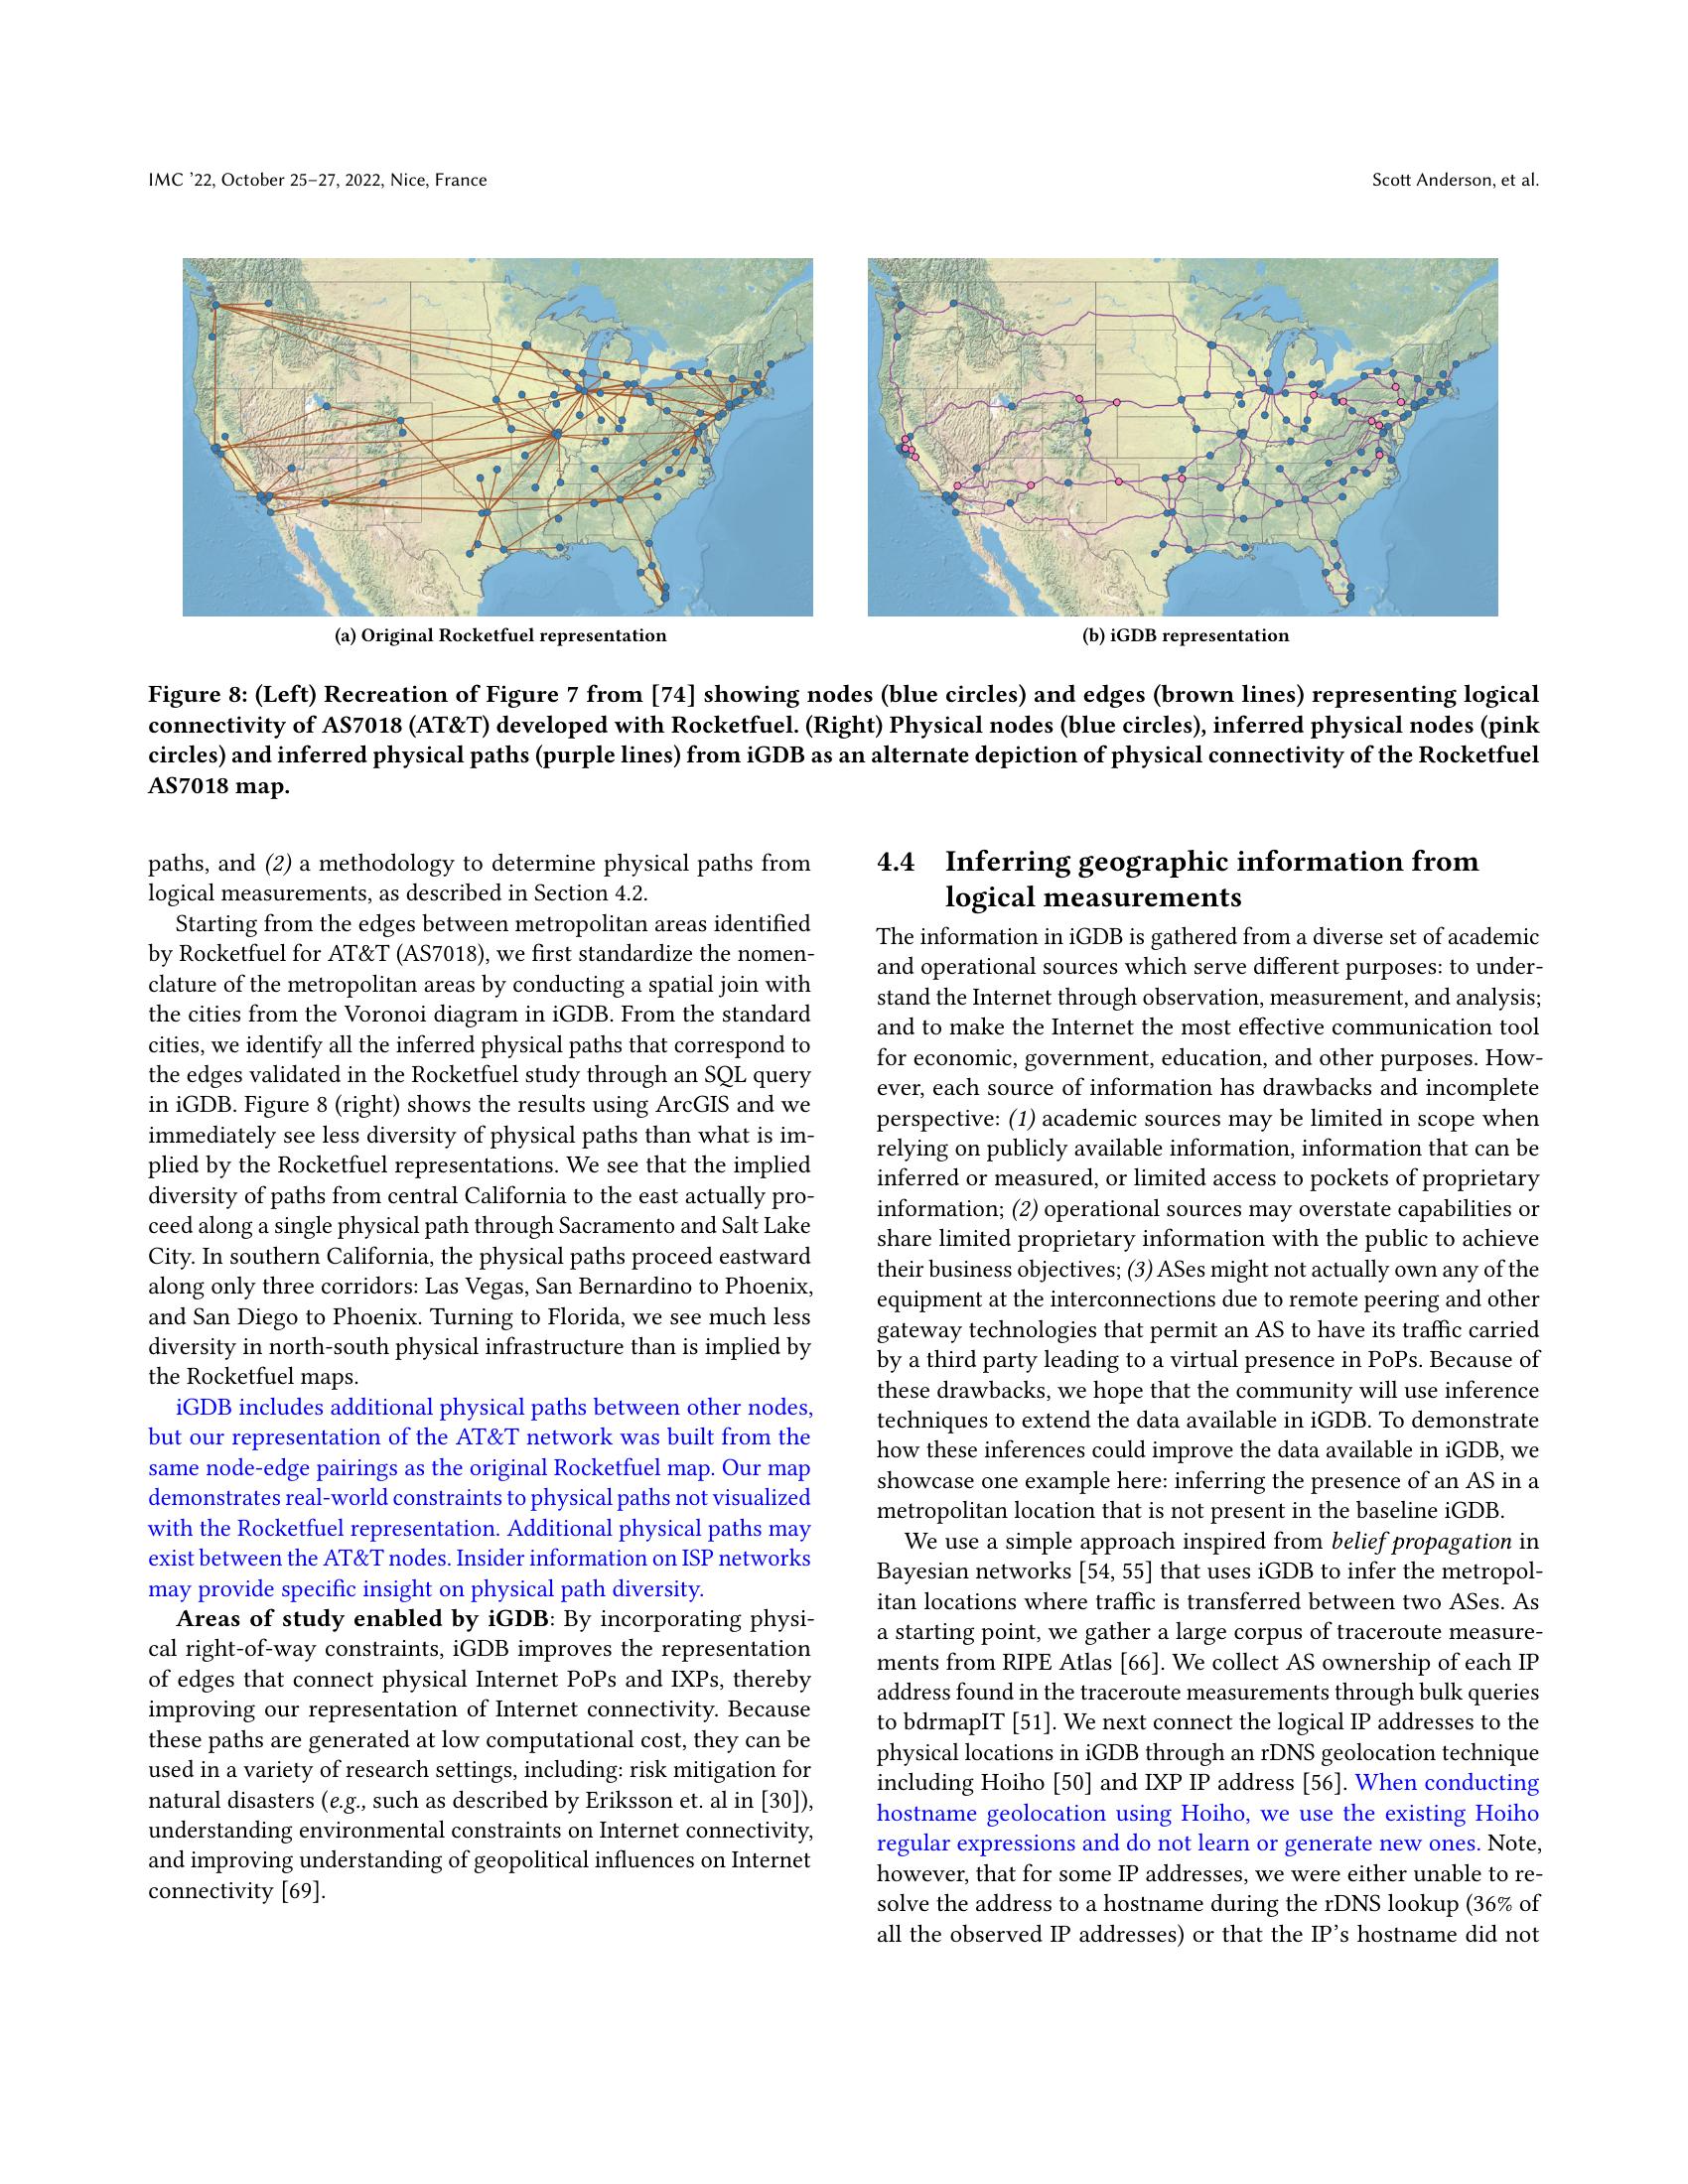 IMC ’22, October 25–27, 2022, Nice, France
Scott Anderson, et al.
(a) Original Rocketfuel representation
(b) iGDB representation
Figure 8: (Left) Recreation of Figure 7 from [74] showing nodes (blue circles) and edges (brown lines) representing logical
connectivity of AS7018 (AT&T) developed with Rocketfuel. (Right) Physical nodes (blue circles), inferred physical nodes (pink
circles) and inferred physical paths (purple lines) from iGDB as an alternate depiction of physical connectivity of the Rocketfuel
AS7018 map.
paths, and (2) a methodology to determine physical paths from
logical measurements, as described in Section 4.2.
Starting from the edges between metropolitan areas identified
by Rocketfuel for AT&T (AS7018), we first standardize the nomen-
clature of the metropolitan areas by conducting a spatial join with
the cities from the Voronoi diagram in iGDB. From the standard
cities, we identify all the inferred physical paths that correspond to
the edges validated in the Rocketfuel study through an SQL query
in iGDB. Figure 8 (right) shows the results using ArcGIS and we
immediately see less diversity of physical paths than what is im-
plied by the Rocketfuel representations. We see that the implied
diversity of paths from central California to the east actually pro-
ceed along a single physical path through Sacramento and Salt Lake
City. In southern California, the physical paths proceed eastward
along only three corridors: Las Vegas, San Bernardino to Phoenix,
and San Diego to Phoenix. Turning to Florida, we see much less
diversity in north-south physical infrastructure than is implied by
the Rocketfuel maps.
iGDB includes additional physical paths between other nodes,
but our representation of the AT&T network was built from the
same node-edge pairings as the original Rocketfuel map. Our map
demonstrates real-world constraints to physical paths not visualized
with the Rocketfuel representation. Additional physical paths may
exist between the AT&T nodes. Insider information on ISP networks
may provide specific insight on physical path diversity.
Areas of study enabled by iGDB: By incorporating physi-
cal right-of-way constraints, iGDB improves the representation
of edges that connect physical Internet PoPs and IXPs, thereby
improving our representation of Internet connectivity. Because
these paths are generated at low computational cost, they can be
used in a variety of research settings, including: risk mitigation for
natural disasters (e.g., such as described by Eriksson et. al in [30]),
understanding environmental constraints on Internet connectivity,
and improving understanding of geopolitical influences on Internet
connectivity [69].
4.4 Inferring geographic information from
logical measurements
The information in iGDB is gathered from a diverse set of academic
and operational sources which serve different purposes: to under-
stand the Internet through observation, measurement, and analysis;
and to make the Internet the most effective communication tool
for economic, government, education, and other purposes. How-
ever, each source of information has drawbacks and incomplete
perspective: (1) academic sources may be limited in scope when
relying on publicly available information, information that can be
inferred or measured, or limited access to pockets of proprietary
information; (2) operational sources may overstate capabilities or
share limited proprietary information with the public to achieve
their business objectives; (3) ASes might not actually own any of the
equipment at the interconnections due to remote peering and other
gateway technologies that permit an AS to have its traffic carried
by a third party leading to a virtual presence in PoPs. Because of
these drawbacks, we hope that the community will use inference
techniques to extend the data available in iGDB. To demonstrate
how these inferences could improve the data available in iGDB, we
showcase one example here: inferring the presence of an AS in a
metropolitan location that is not present in the baseline iGDB.
We use a simple approach inspired from belief propagation in
Bayesian networks [54, 55] that uses iGDB to infer the metropol-
itan locations where traffic is transferred between two ASes. As
a starting point, we gather a large corpus of traceroute measure-
ments from RIPE Atlas [66]. We collect AS ownership of each IP
address found in the traceroute measurements through bulk queries
to bdrmapIT [51]. We next connect the logical IP addresses to the
physical locations in iGDB through an rDNS geolocation technique
including Hoiho [50] and IXP IP address [56]. When conducting
hostname geolocation using Hoiho, we use the existing Hoiho
regular expressions and do not learn or generate new ones. Note,
however, that for some IP addresses, we were either unable to re-
solve the address to a hostname during the rDNS lookup (36% of
all the observed IP addresses) or that the IP’s hostname did not